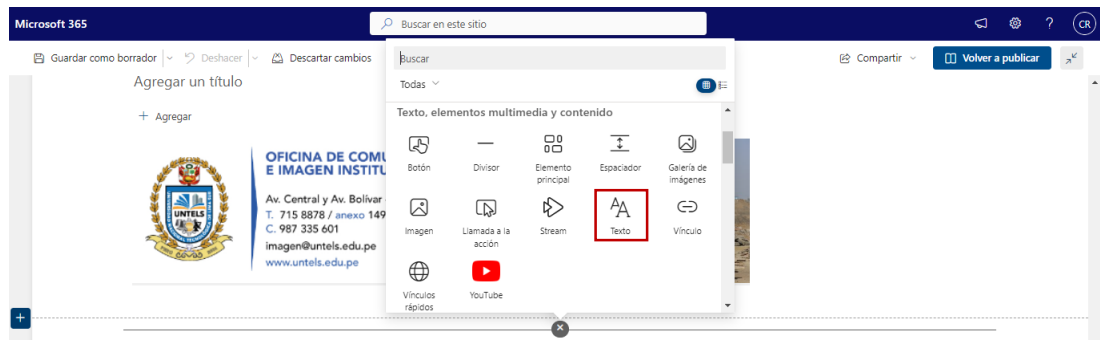 Microsoft 365
Buscar en este sitio
CR
Guardar como borrador
Deshacer
Descartar cambios
Compartir
Volver a publicar
Agregar un título
Agregar
Buscar
Todas
Texto, elementos multimedia y contenido
Botón
Divisor
Elemento principal
Espaciador
Galería de imágenes
Imagen
Llamada a la acción
Stream
Texto
Vínculo
Vínculos rápidos
YouTube
UNTELS
OFICINA DE COMU
E IMAGEN INSTITU
Av. Central y Av. Bolívar
T. 715 8878 / anexo 149
C. 987 335 601
imagen@untels.edu.pe
www.untels.edu.pe